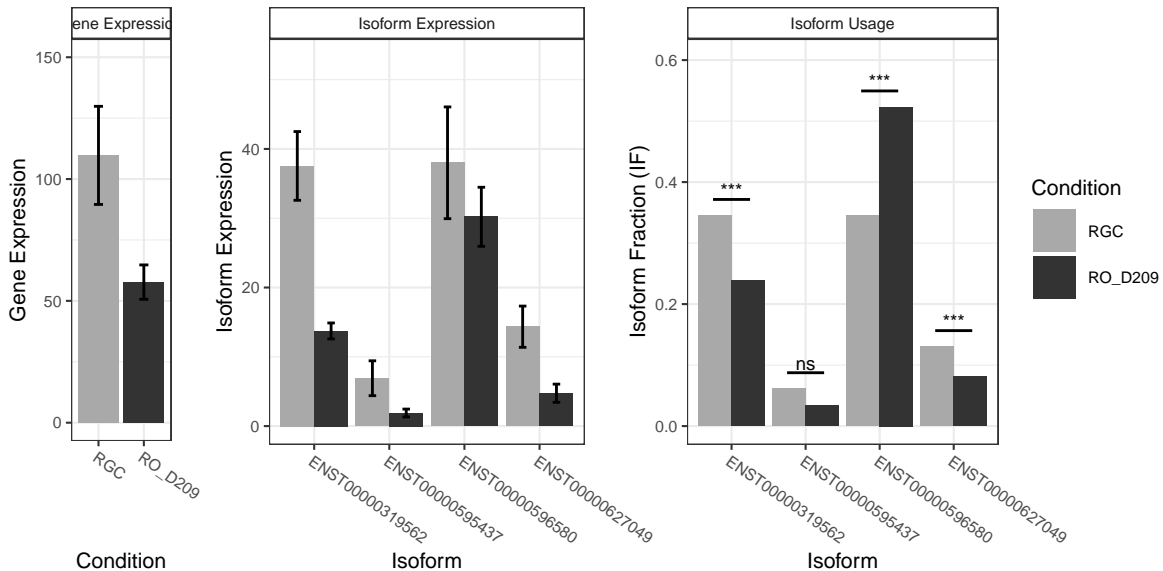 ene Expressio
Isoform Expression
Isoform Usage
Gene Expression
150
100
50
0
RGC
RO_D209
Condition
Isoform Expression
40
20
0
ENST00000319562
ENST00000595437
ENST00000596580
ENST00000627049
Isoform
Isoform Fraction (IF)
0.6
0.4
0.2
0.0
***
ns
***
***
ENST00000319562
ENST00000595437
ENST00000596580
ENST00000627049
Isoform
Condition
RGC
RO_D209